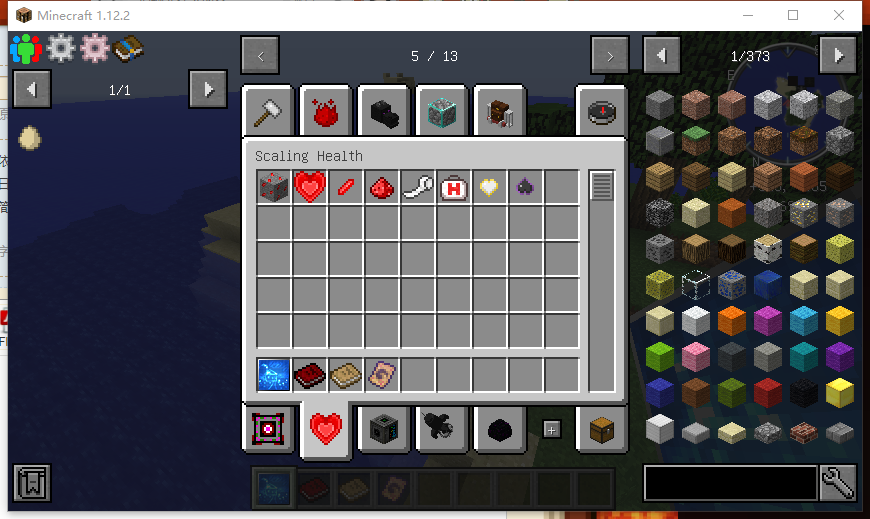 Minecraft 1.12.2
< 5 / 13 >
1/373
1/1
Scaling Health
H
+